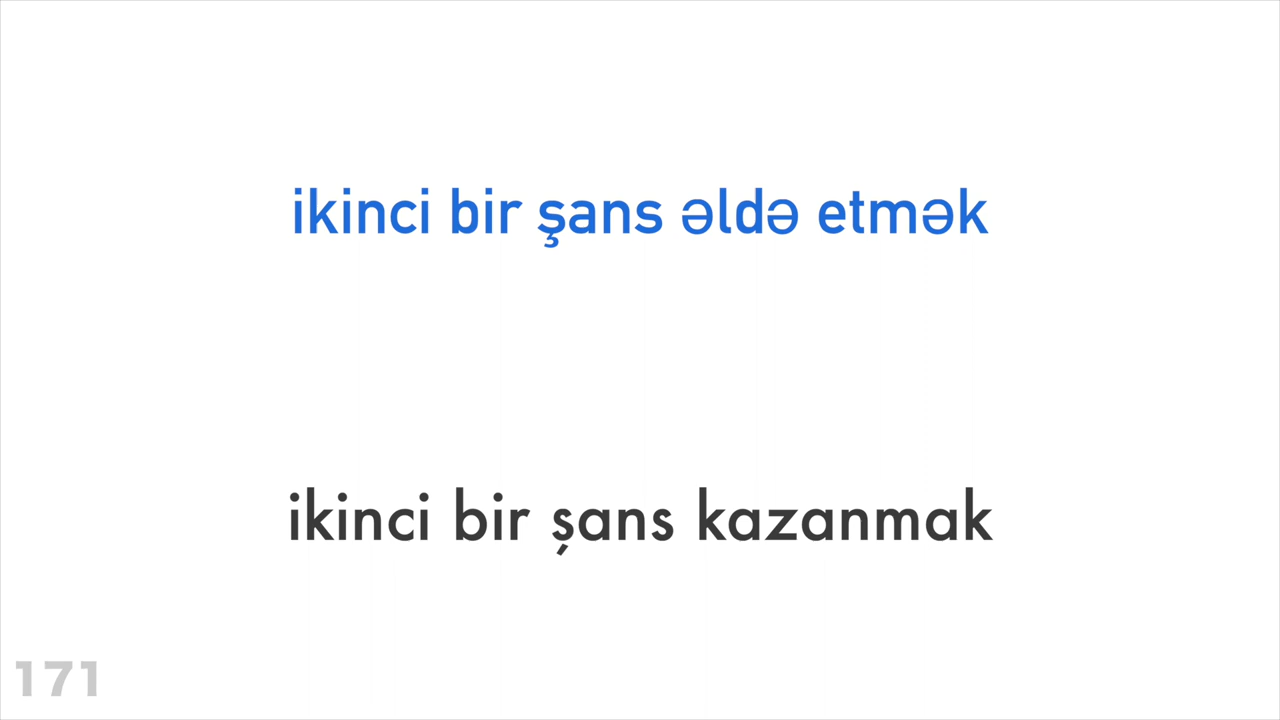 ikinci bir şans əldə etmək
ikinci bir şans kazanmak
171